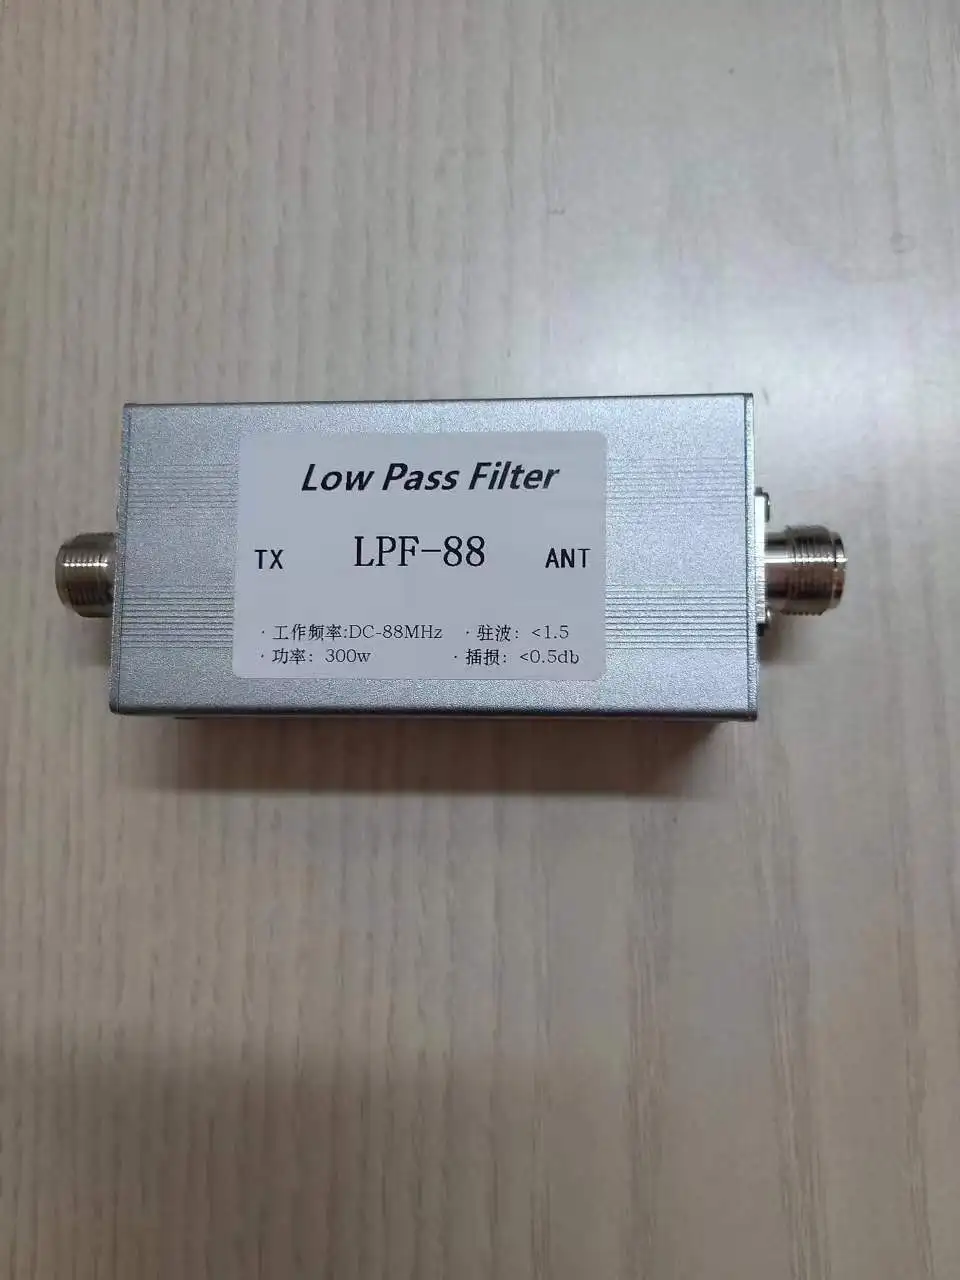 Low Pass Filter
TX LPF-88 ANT
·工作频率:DC-88MHz ·驻波: <1.5
·功率: 300w ·插损: <0.5db